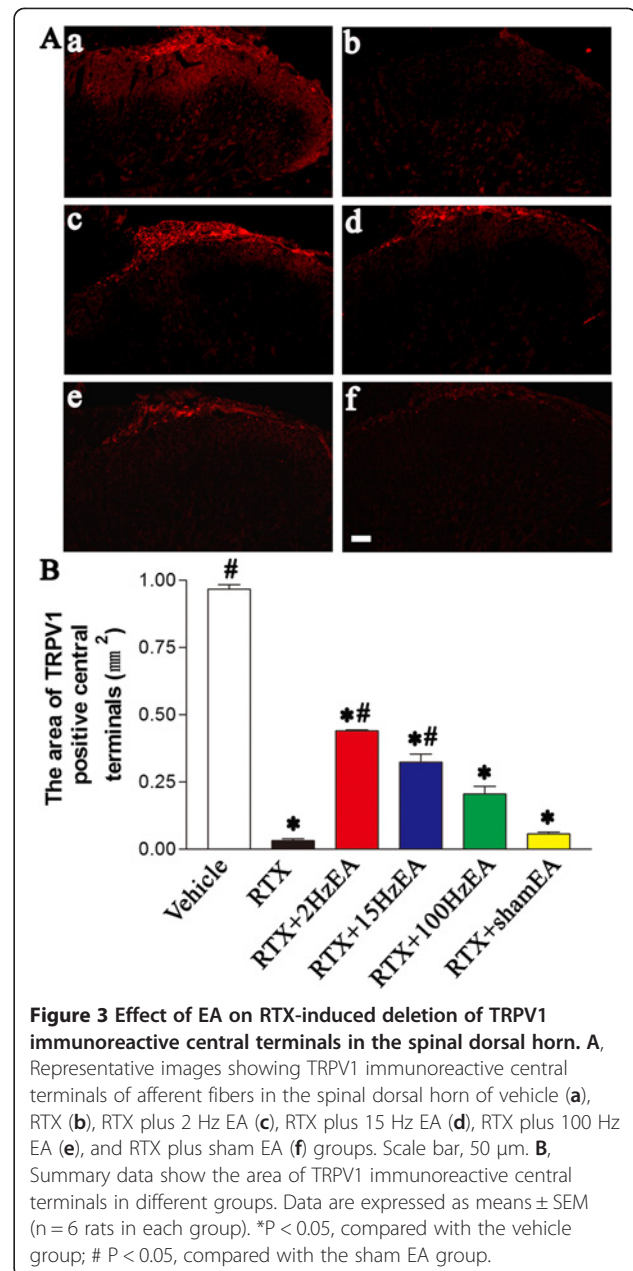 A
a
b
c
d
e
f
B
The area of TRPV1
positive central
terminals (mm²)
1.00
0.75
0.50
0.25
0.00
#
*
*#
*#
*
*
Vehicle
RTX
RTX+2HzEA
RTX+15HzEA
RTX+100HzEA
RTX+shamEA
Figure 3 Effect of EA on RTX-induced deletion of TRPV1
immunoreactive central terminals in the spinal dorsal horn. A,
Representative images showing TRPV1 immunoreactive central
terminals of afferent fibers in the spinal dorsal horn of vehicle (a),
RTX (b), RTX plus 2 Hz EA (c), RTX plus 15 Hz EA (d), RTX plus 100 Hz
EA (e), and RTX plus sham EA (f) groups. Scale bar, 50 μm. B,
Summary data show the area of TRPV1 immunoreactive central
terminals in different groups. Data are expressed as means ± SEM
(n = 6 rats in each group). *P < 0.05, compared with the vehicle
group; # P < 0.05, compared with the sham EA group.